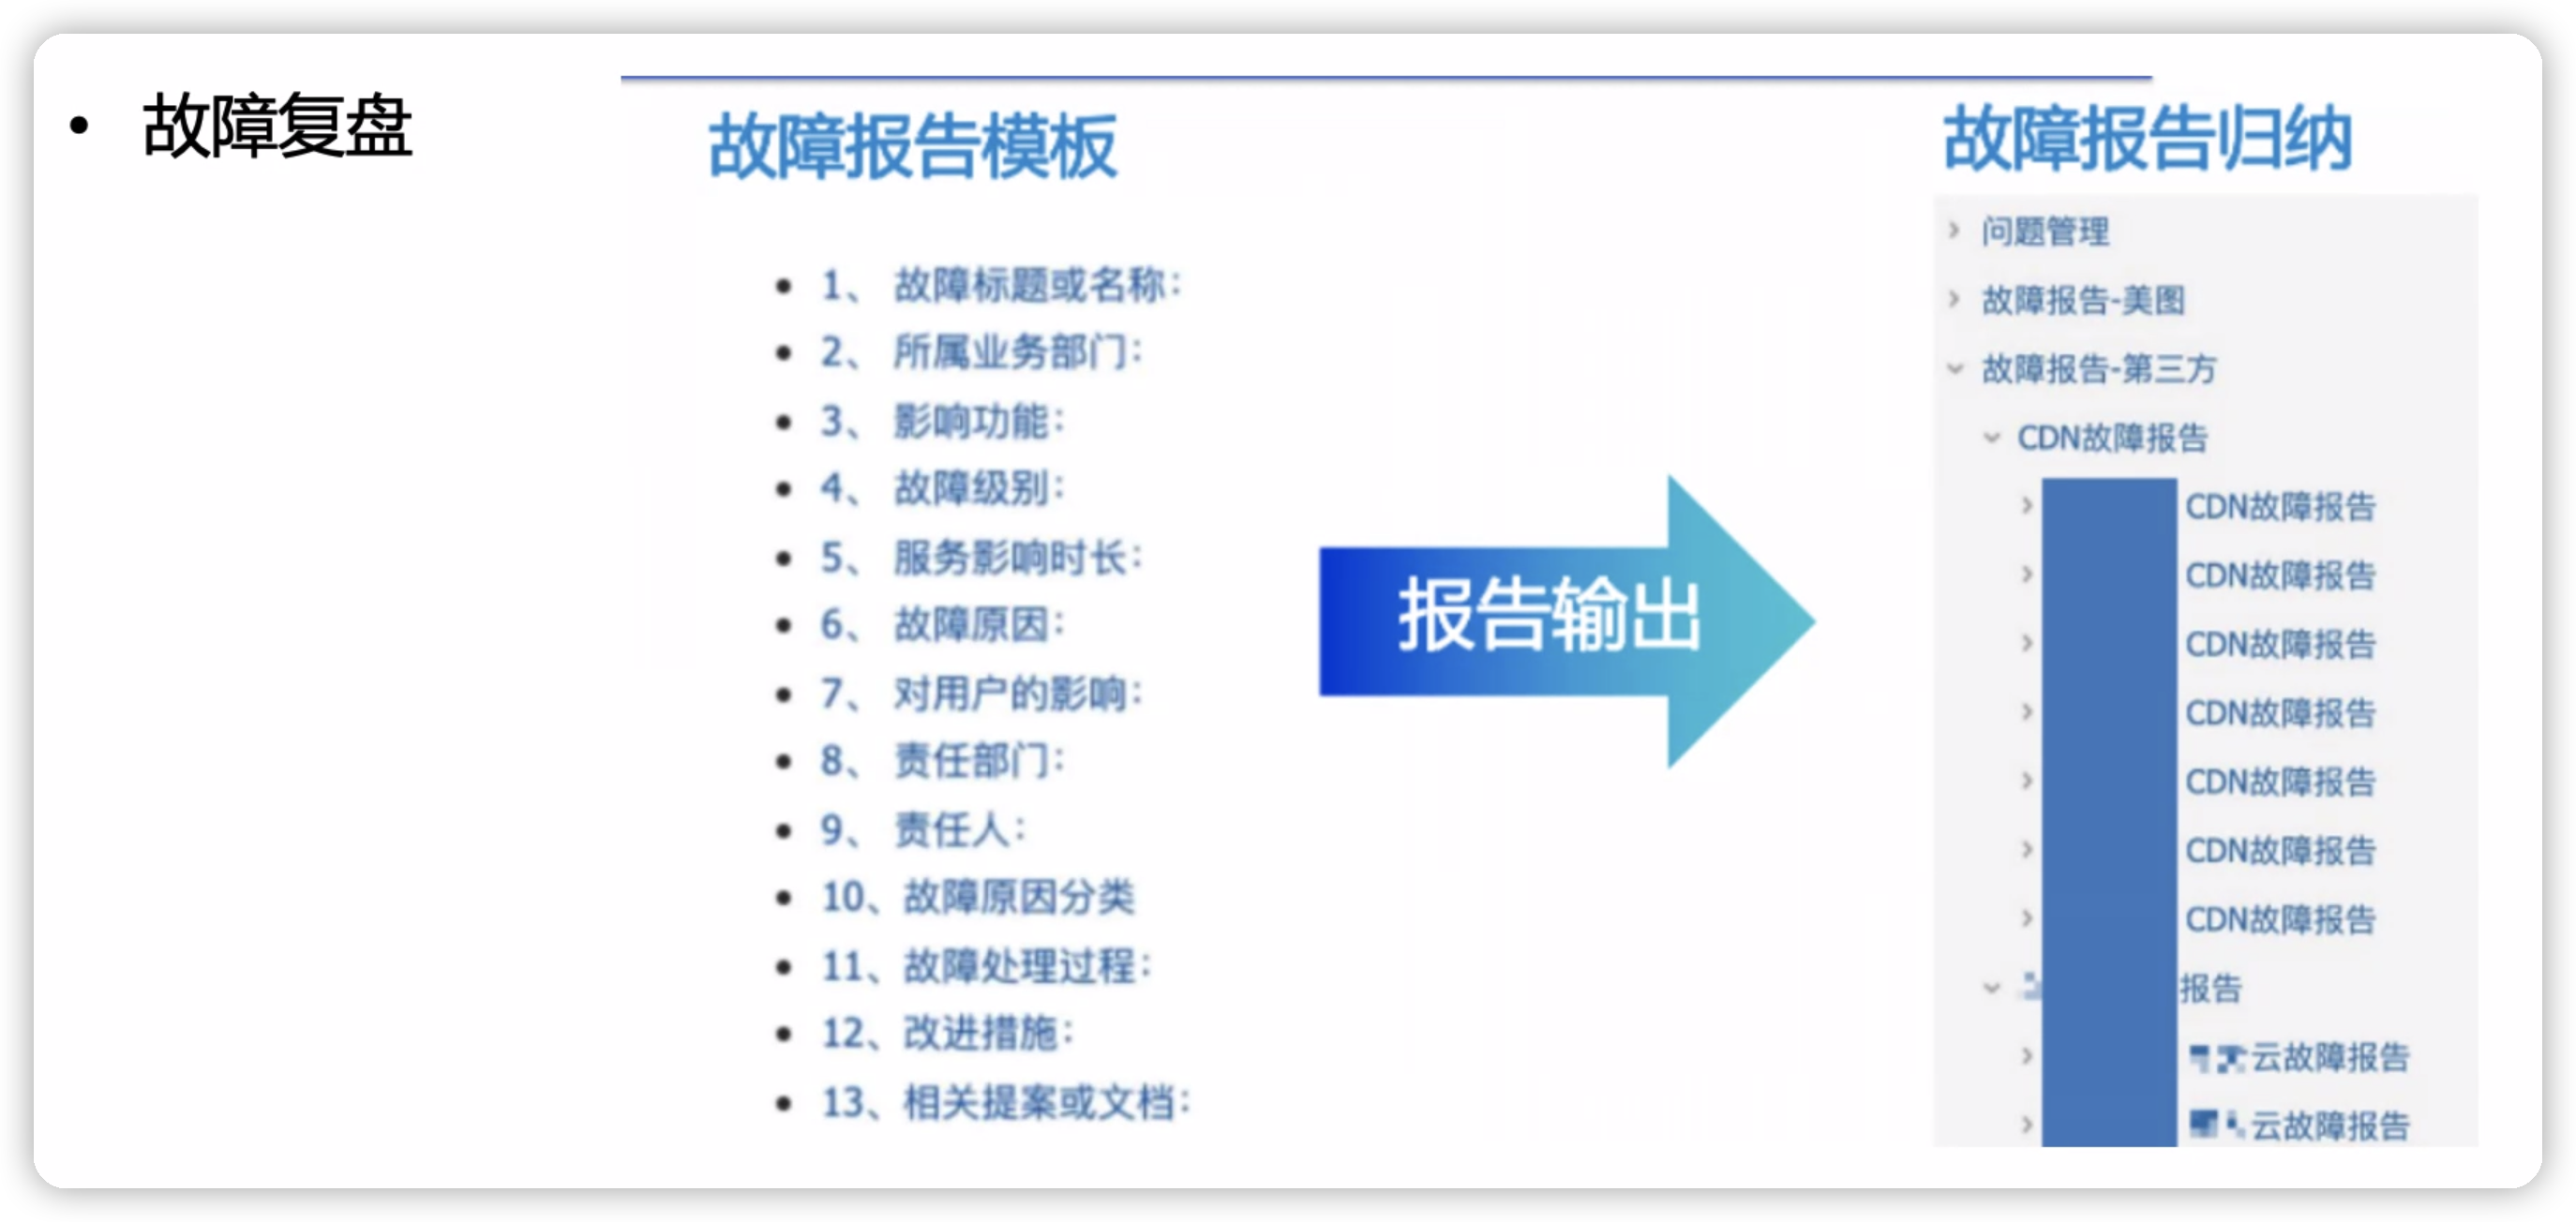 • 故障复盘
故障报告模板
• 1、 故障标题或名称：
• 2、 所属业务部门：
• 3、 影响功能：
• 4、 故障级别：
• 5、 服务影响时长：
• 6、 故障原因：
• 7、 对用户的影响：
• 8、 责任部门：
• 9、 责任人：
• 10、故障原因分类
• 11、故障处理过程：
• 12、改进措施：
• 13、相关提案或文档：
报告输出
故障报告归纳
问题管理
故障报告-美图
故障报告-第三方
CDN故障报告
CDN故障报告
CDN故障报告
CDN故障报告
CDN故障报告
CDN故障报告
CDN故障报告
CDN故障报告
报告
云故障报告
云故障报告